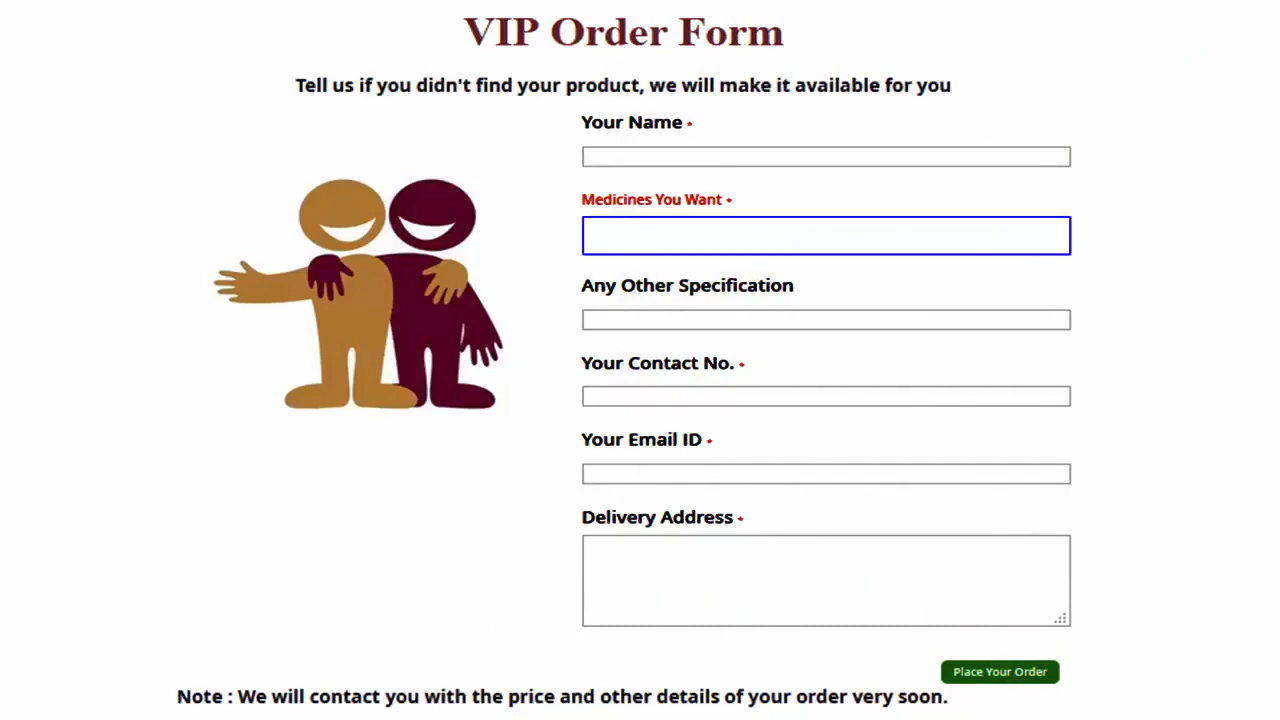 VIP Order Form
Tell us if you didn't find your product, we will make it available for you
Your Name *
Medicines You Want *
Any Other Specification
Your Contact No. *
Your Email ID *
Delivery Address *
Place Your Order
Note : We will contact you with the price and other details of your order very soon.